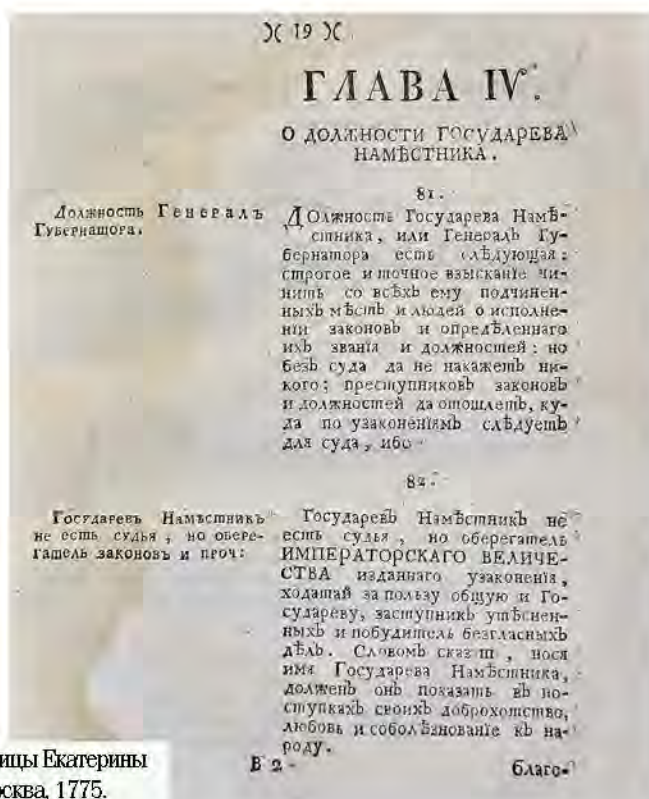 )( 19 )(
ГЛАВА IV.
О ДОЛЖНОСТИ ГОСУДАРЕВА
НАМѢСТНИКА.
81.
Должность Генералъ
Губернатора.
Должность Государева Намѣ-
стника, или Генералъ Гу-
бернатора есть слѣдующая:
строгое и точное взысканіе чи-
нить со всѣхъ ему подчинен-
ныхъ мѣстъ и людей о исполне-
ніи законовъ и опредѣленнаго
ихъ званія и должностей: но
безъ суда да не накажетъ ни-
кого; преступниковъ законовъ
и должностей да отошлетъ, ку-
да по узаконеніямъ слѣдуетъ
для суда, ибо
82.
Государевъ Намѣстникъ
не есть судья, но обере-
гатель законовъ и проч:
Государевъ Намѣстникъ не
есть судья, но оберегатель
ИМПЕРАТОРСКАГО ВЕЛИЧЕ-
СТВА изданнаго узаконенія,
ходатай за пользу общую и Го-
судареву, заступникъ утѣснен-
ныхъ и побудитель безгласныхъ
дѣлъ. Словомъ сказать, нося
имя Государева Намѣстника,
долженъ онъ показать въ по-
ступкахъ своихъ доброхотство,
любовь и соболѣзнованіе къ на-
роду.
В 2
благо-
ицы Екатерины
сква, 1775.